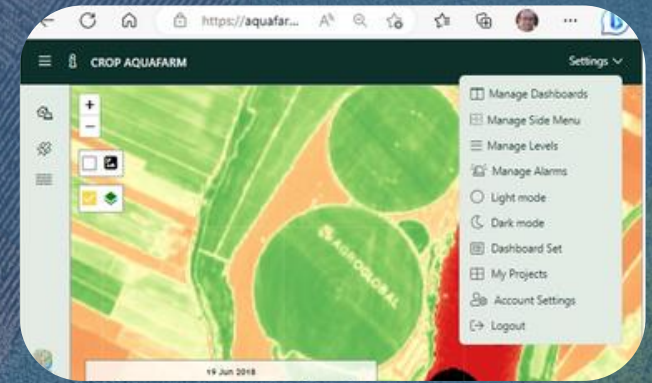 https://aquafar...
CROP AQUAFARM
Settings
Manage Dashboards
Manage Side Menu
Manage Levels
Manage Alarms
Light mode
Dark mode
Dashboard Set
My Projects
Account Settings
Logout
+
−
AGROGLOBAL
19 Jun 2018